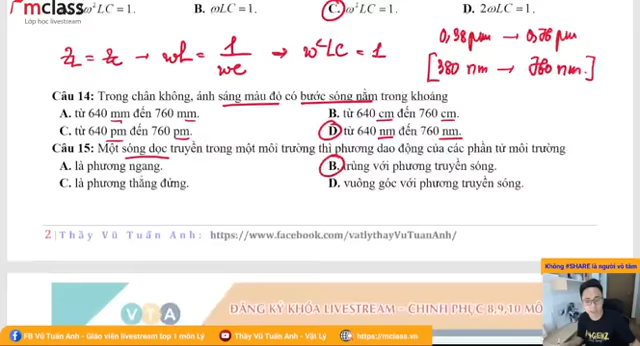 mclass
Lớp học livestream
ω²LC = 1. B. ωLC = 1. C. ω²LC = 1. D. 2ωLC = 1.
0,38 μm → 0,76 μm
Z_L = Z_C → ωL = 1/ωC → ω²LC = 1
[380 nm → 760 nm.]
Câu 14: Trong chân không, ánh sáng màu đỏ có bước sóng nằm trong khoảng
A. từ 640 mm đến 760 mm. B. từ 640 cm đến 760 cm.
C. từ 640 pm đến 760 pm. D. từ 640 nm đến 760 nm.
Câu 15: Một sóng dọc truyền trong một môi trường thì phương dao động của các phần tử môi trường
A. là phương ngang. B. trùng với phương truyền sóng.
C. là phương thẳng đứng. D. vuông góc với phương truyền sóng.
2 | Thầy Vũ Tuấn Anh: https://www.facebook.com/vatlythayVuTuanAnh/
Không #SHARE là người vô tâm
VTA
ĐĂNG KÝ KHÓA LIVESTREAM – CHINH PHỤC 8,9,10 MÔ
FB Vũ Tuấn Anh - Giáo viên livestream top 1 môn Lý Thầy Vũ Tuấn Anh - Vật Lý https://mclass.vn